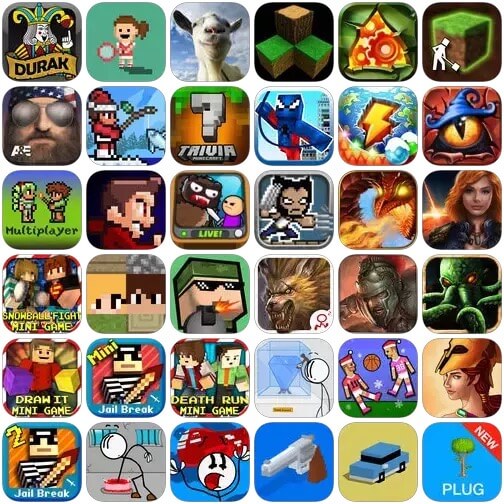 DURAK
A&E
?
TRIVIA
MINECRAFT
Multiplayer
LIVE!
SNOWBALL FIGHT
MINI GAME
DRAW IT
MINI GAME
Mini
Jail Break
DEATH RUN
MINI GAME
2
Jail Break
NEW
PLUG